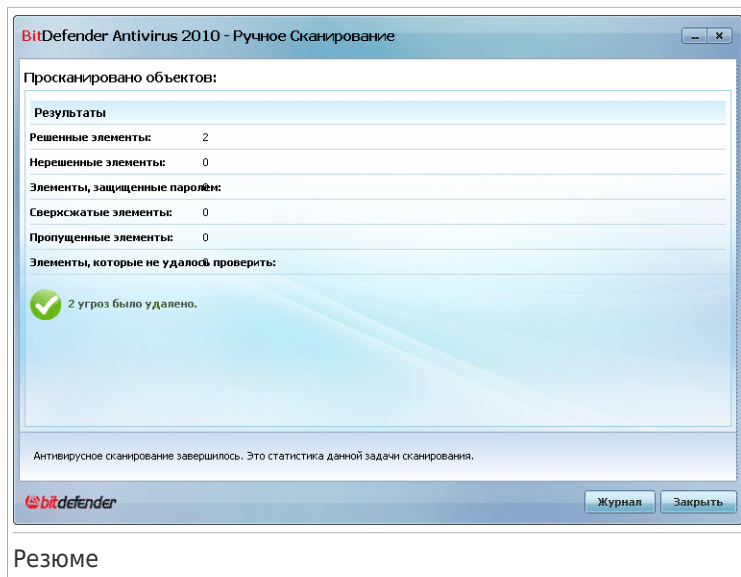 BitDefender Antivirus 2010 - Ручное Сканирование
Просканировано объектов:
Результаты
Решенные элементы: 2
Нерешенные элементы: 0
Элементы, защищенные паролем: 0
Сверхсжатые элементы: 0
Пропущенные элементы: 0
Элементы, которые не удалось проверить: 0
2 угроз было удалено.
Антивирусное сканирование завершилось. Это статистика данной задачи сканирования.
bitdefender
Журнал Закрыть
Резюме